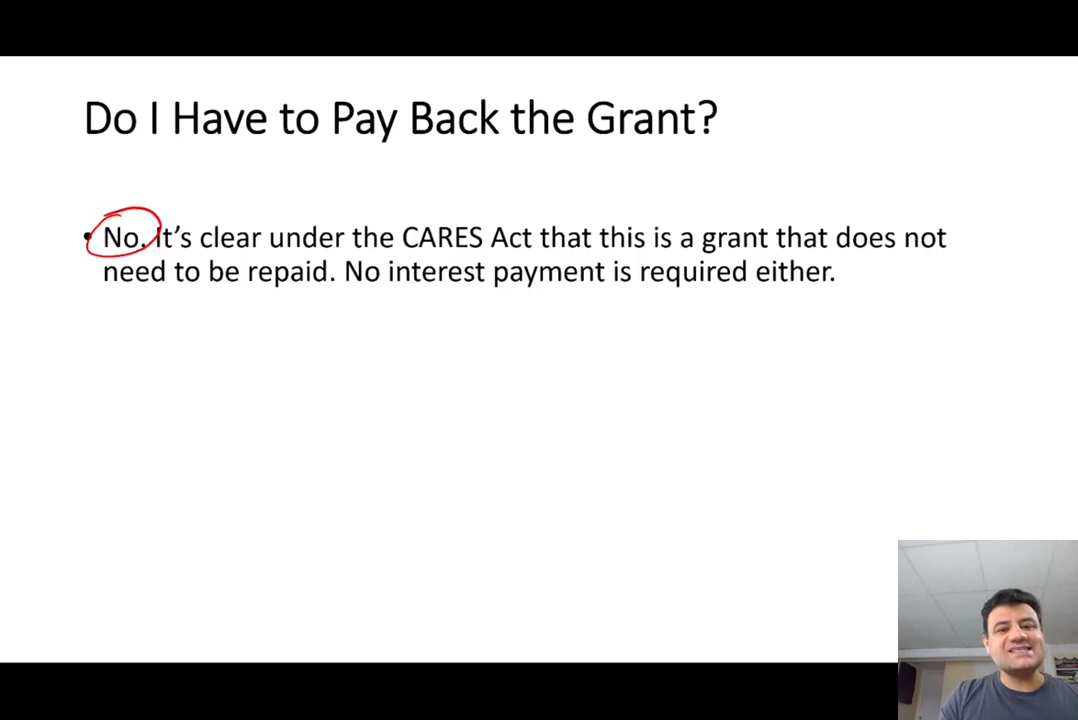 Do I Have to Pay Back the Grant?
• No. It’s clear under the CARES Act that this is a grant that does not
need to be repaid. No interest payment is required either.